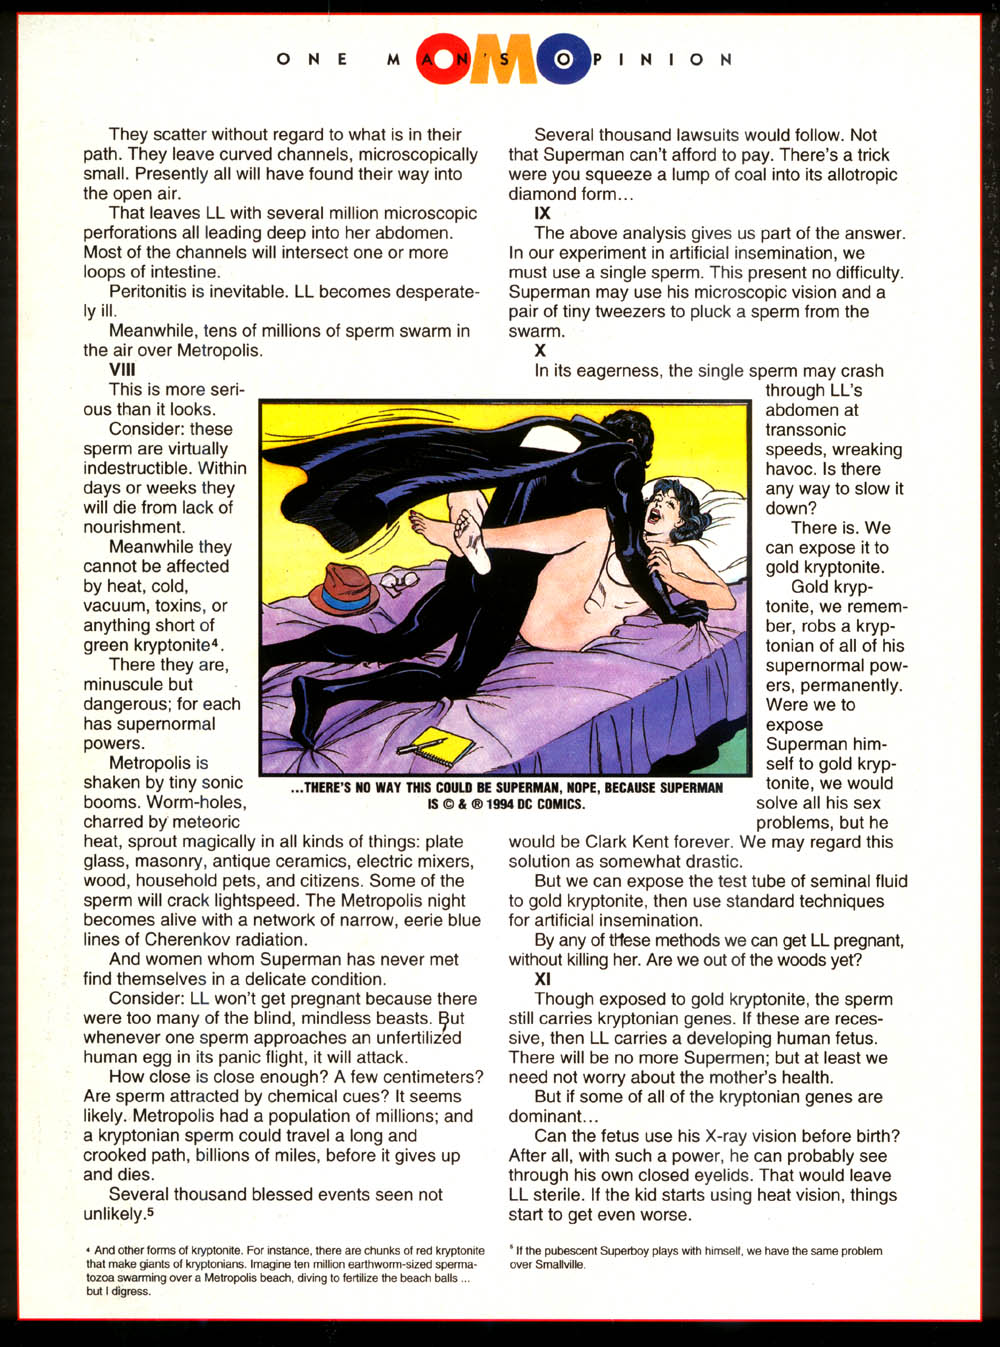 ONE MAN'S OPINION
OMO
They scatter without regard to what is in their
path. They leave curved channels, microscopically
small. Presently all will have found their way into
the open air.
That leaves LL with several million microscopic
perforations all leading deep into her abdomen.
Most of the channels will intersect one or more
loops of intestine.
Peritonitis is inevitable. LL becomes desperate-
ly ill.
Meanwhile, tens of millions of sperm swarm in
the air over Metropolis.
VIII
This is more seri-
ous than it looks.
Consider: these
sperm are virtually
indestructible. Within
days or weeks they
will die from lack of
nourishment.
Meanwhile they
cannot be affected
by heat, cold,
vacuum, toxins, or
anything short of
green kryptonite⁴.
There they are,
minuscule but
dangerous; for each
has supernormal
powers.
Metropolis is
shaken by tiny sonic
booms. Worm-holes,
charred by meteoric
heat, sprout magically in all kinds of things: plate
glass, masonry, antique ceramics, electric mixers,
wood, household pets, and citizens. Some of the
sperm will crack lightspeed. The Metropolis night
becomes alive with a network of narrow, eerie blue
lines of Cherenkov radiation.
And women whom Superman has never met
find themselves in a delicate condition.
Consider: LL won't get pregnant because there
were too many of the blind, mindless beasts. But
whenever one sperm approaches an unfertilized
human egg in its panic flight, it will attack.
How close is close enough? A few centimeters?
Are sperm attracted by chemical cues? It seems
likely. Metropolis had a population of millions; and
a kryptonian sperm could travel a long and
crooked path, billions of miles, before it gives up
and dies.
Several thousand blessed events seen not
unlikely.⁵
⁴ And other forms of kryptonite. For instance, there are chunks of red kryptonite
that make giants of kryptonians. Imagine ten million earthworm-sized sperma-
tozoa swarming over a Metropolis beach, diving to fertilize the beach balls ...
but I digress.
Several thousand lawsuits would follow. Not
that Superman can't afford to pay. There's a trick
were you squeeze a lump of coal into its allotropic
diamond form...
IX
The above analysis gives us part of the answer.
In our experiment in artificial insemination, we
must use a single sperm. This present no difficulty.
Superman may use his microscopic vision and a
pair of tiny tweezers to pluck a sperm from the
swarm.
X
In its eagerness, the single sperm may crash
through LL's
abdomen at
transsonic
speeds, wreaking
havoc. Is there
any way to slow it
down?
There is. We
can expose it to
gold kryptonite.
Gold kryp-
tonite, we remem-
ber, robs a kryp-
tonian of all of his
supernormal pow-
ers, permanently.
Were we to
expose
Superman him-
self to gold kryp-
tonite, we would
solve all his sex
problems, but he
would be Clark Kent forever. We may regard this
solution as somewhat drastic.
But we can expose the test tube of seminal fluid
to gold kryptonite, then use standard techniques
for artificial insemination.
By any of these methods we can get LL pregnant,
without killing her. Are we out of the woods yet?
XI
Though exposed to gold kryptonite, the sperm
still carries kryptonian genes. If these are reces-
sive, then LL carries a developing human fetus.
There will be no more Supermen; but at least we
need not worry about the mother's health.
But if some of all of the kryptonian genes are
dominant...
Can the fetus use his X-ray vision before birth?
After all, with such a power, he can probably see
through his own closed eyelids. That would leave
LL sterile. If the kid starts using heat vision, things
start to get even worse.
⁵ If the pubescent Superboy plays with himself, we have the same problem
over Smallville.
...THERE'S NO WAY THIS COULD BE SUPERMAN, NOPE, BECAUSE SUPERMAN
IS © & ® 1994 DC COMICS.